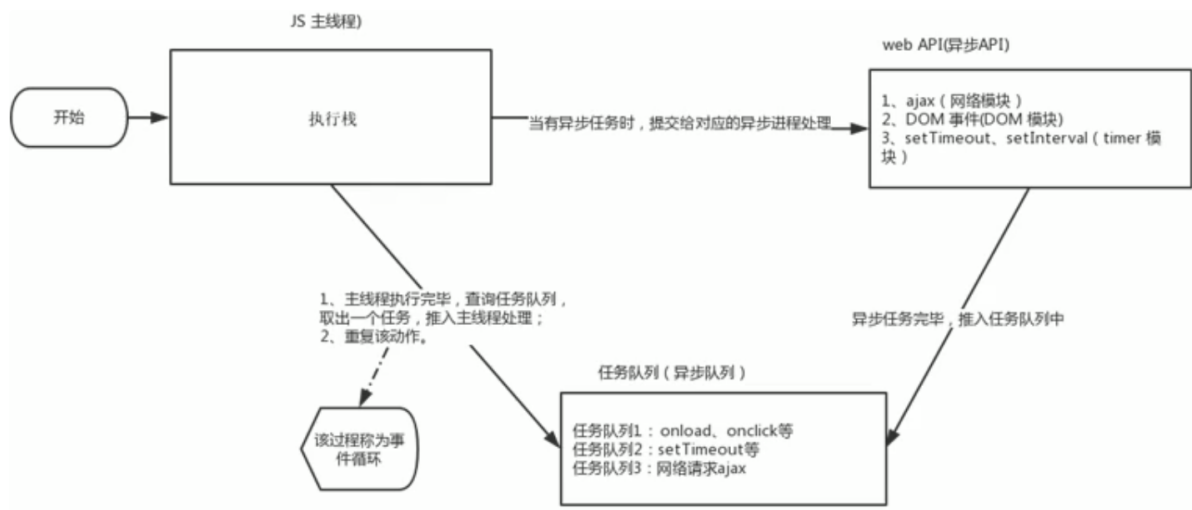 JS 主线程)
web API(异步API)
开始
执行栈
当有异步任务时，提交给对应的异步进程处理
1、ajax（网络模块）
2、DOM 事件(DOM 模块)
3、setTimeout、setInterval（timer 模
块）
1、主线程执行完毕，查询任务队列，
取出一个任务，推入主线程处理；
2、重复该动作。
异步任务完毕，推入任务队列中
任务队列（异步队列）
该过程称为事
件循环
任务队列1：onload、onclick等
任务队列2：setTimeout等
任务队列3：网络请求ajax